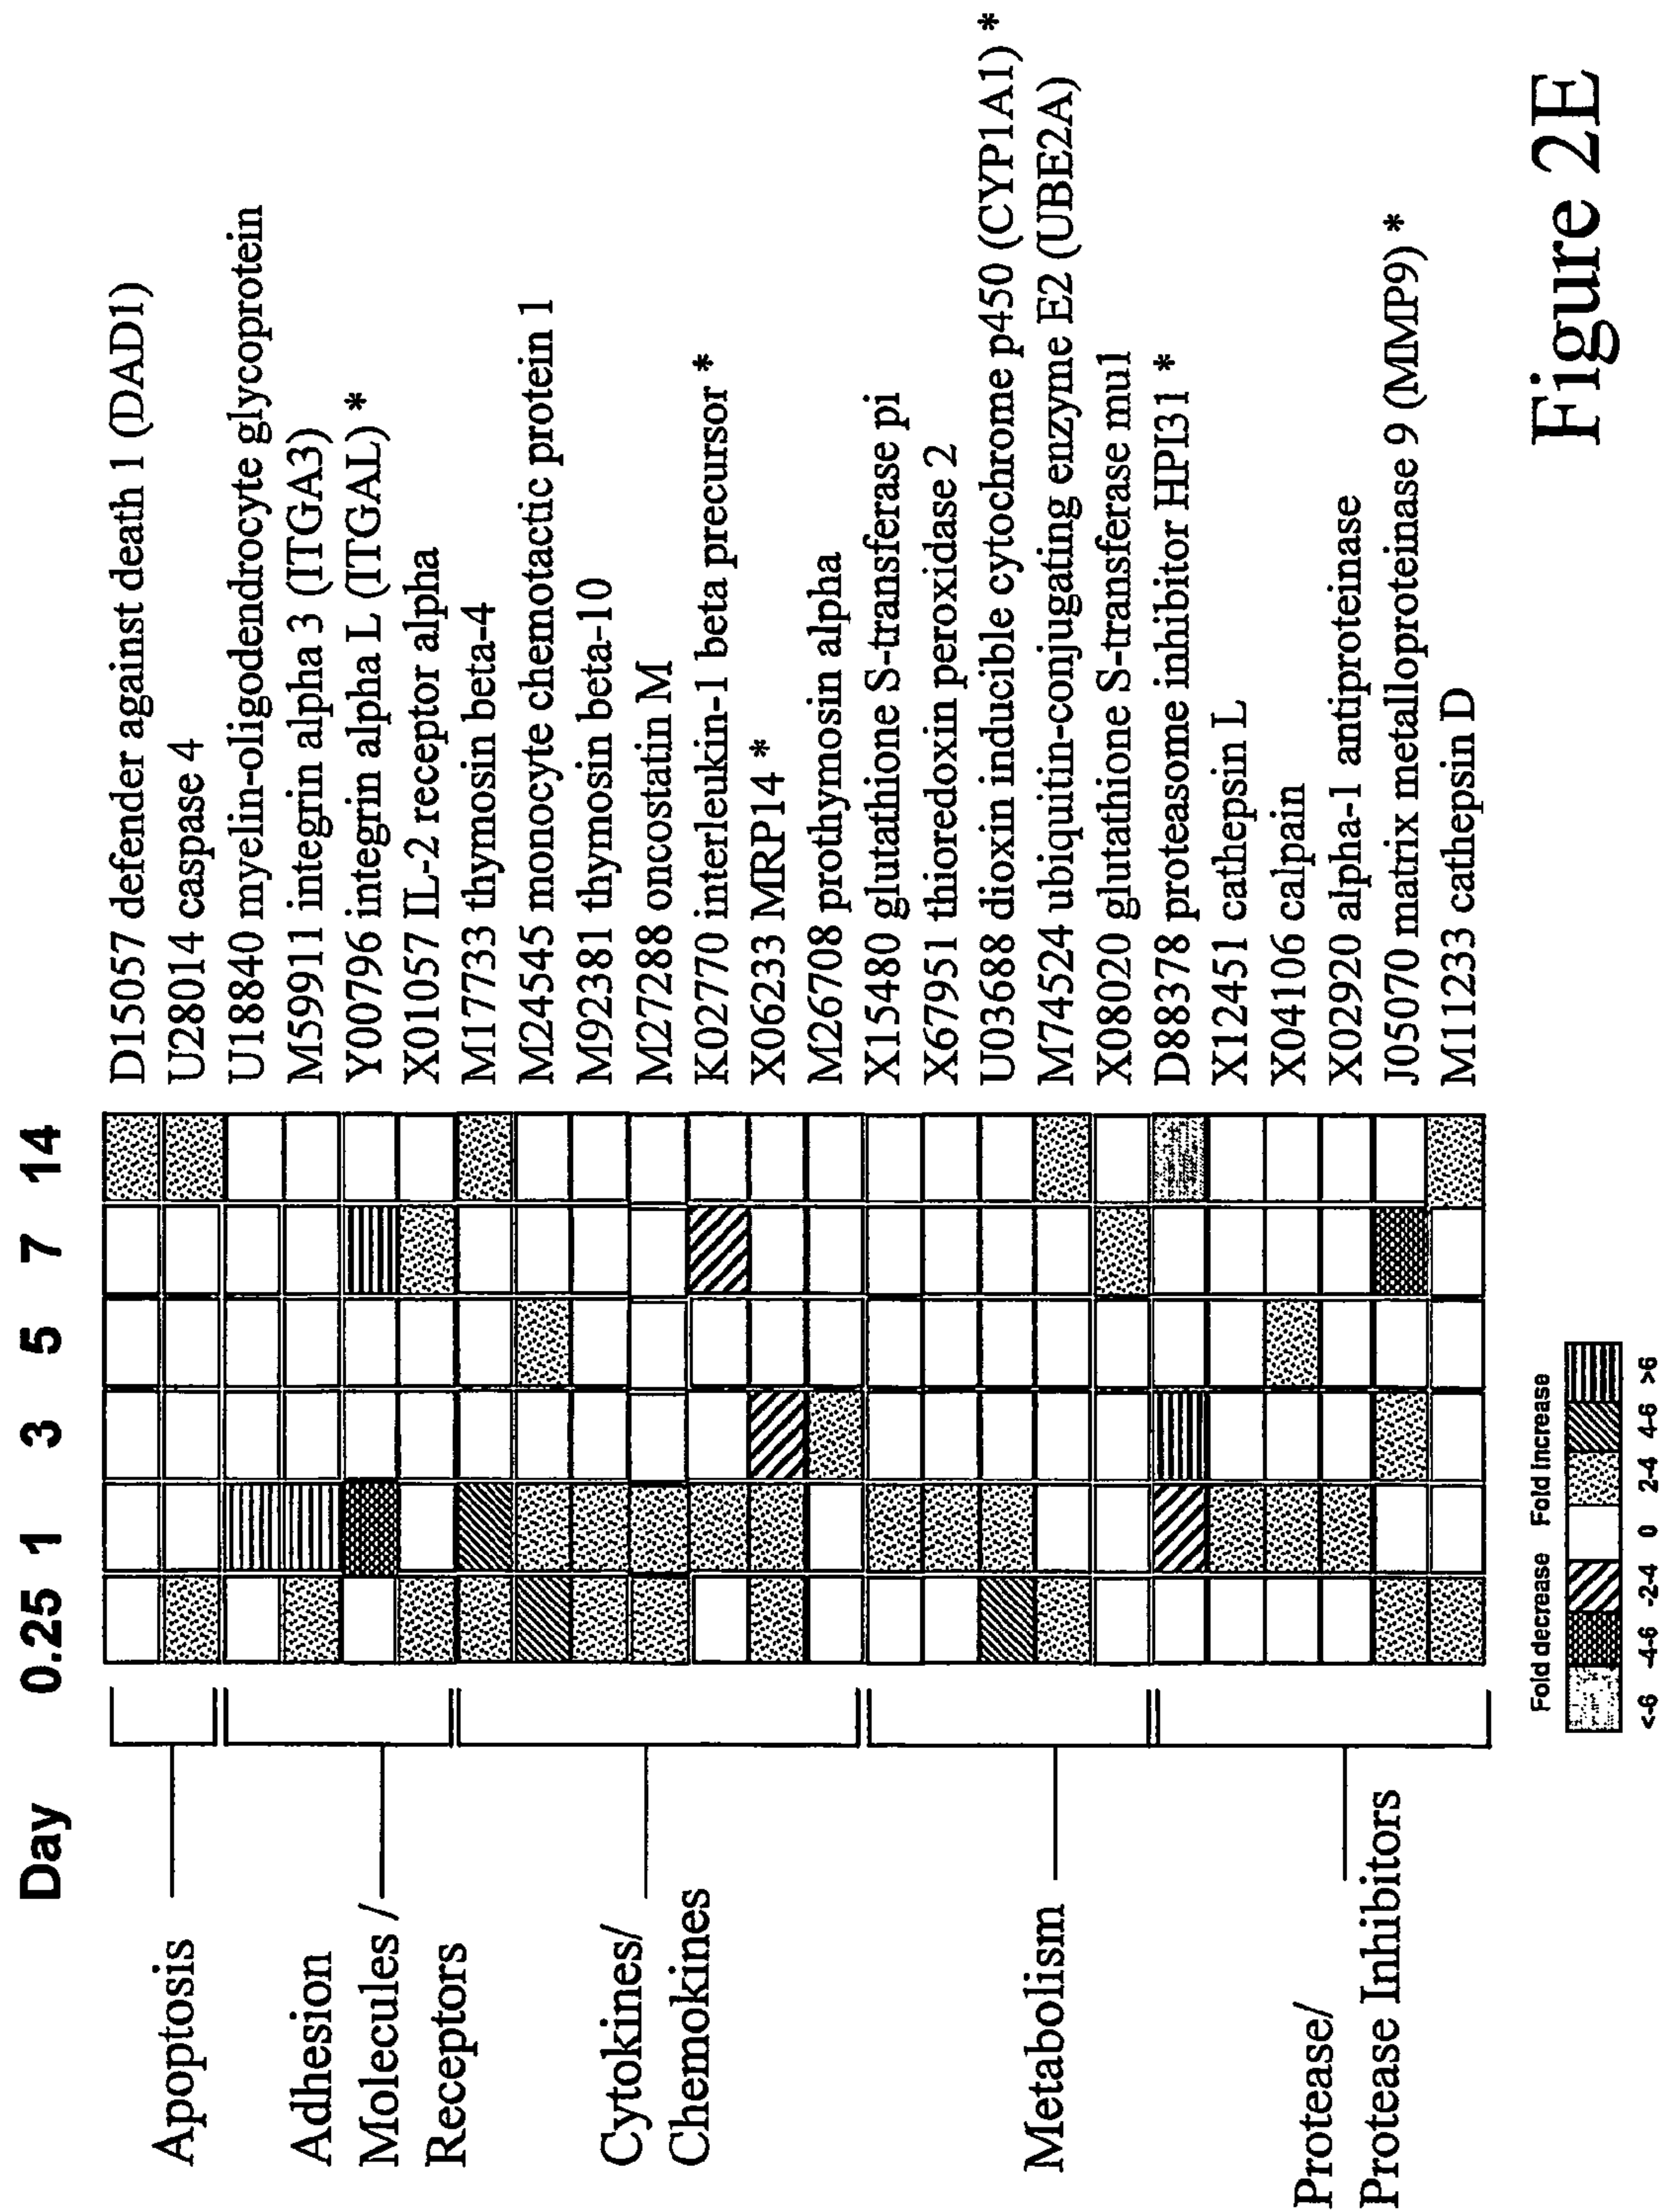 Day 0.25 1 3 5 7 14
Apoptosis
D15057 defender against death 1 (DAD1)
U28014 caspase 4
Adhesion
Molecules /
Receptors
U18840 myelin-oligodendrocyte glycoprotein
M59911 integrin alpha 3 (ITGA3)
Y00796 integrin alpha L (ITGAL) *
X01057 IL-2 receptor alpha
Cytokines/
Chemokines
M17733 thymosin beta-4
M24545 monocyte chemotactic protein 1
M92381 thymosin beta-10
M27288 oncostatin M
K02770 interleukin-1 beta precursor *
X06233 MRP14 *
M26708 prothymosin alpha
Metabolism
X15480 glutathione S-transferase pi
X67951 thioredoxin peroxidase 2
U03688 dioxin inducible cytochrome p450 (CYP1A1) *
M74524 ubiquitin-conjugating enzyme E2 (UBE2A)
X08020 glutathione S-transferase mu1
Protease/
Protease Inhibitors
D88378 proteasome inhibitor HPI31 *
X12451 cathepsin L
X04106 calpain
X02920 alpha-1 antiproteinase
J05070 matrix metalloproteinase 9 (MMP9) *
M11233 cathepsin D
Fold decrease Fold increase
<-6 -4-6 -2-4 0 2-4 4-6 >6
Figure 2E